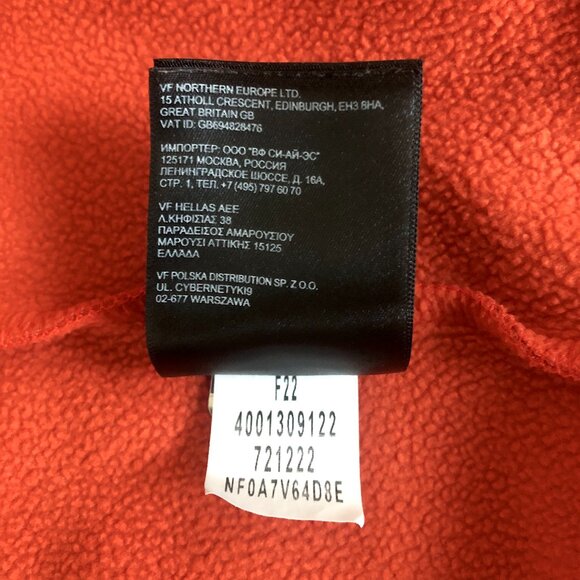 VF NORTHERN EUROPE LTD.
15 ATHOLL CRESCENT, EDINBURGH, EH3 8HA,
GREAT BRITAIN GB
VAT ID: GB694828476
ИМПОРТЕР: ООО "ВФ СИ-АЙ-ЭС"
125171 МОСКВА, РОССИЯ
ЛЕНИНГРАДСКОЕ ШОССЕ, Д. 16А,
СТР. 1, ТЕЛ. +7 (495) 797 60 70
VF HELLAS AEE
Λ.ΚΗΦΙΣΙΑΣ 38
ΠΑΡΆΔΕΙΣΟΣ ΑΜΑΡΟΥΣΙΟΥ
ΜΑΡΟΥΣΙ ΑΤΤΙΚΗΣ 15125
ΕΛΛΆΔΑ
VF POLSKA DISTRIBUTION SP. Z O.O.
UL. CYBERNETYKI9
02-677 WARSZAWA
F22
4001309122
721222
NF0A7V64D8E